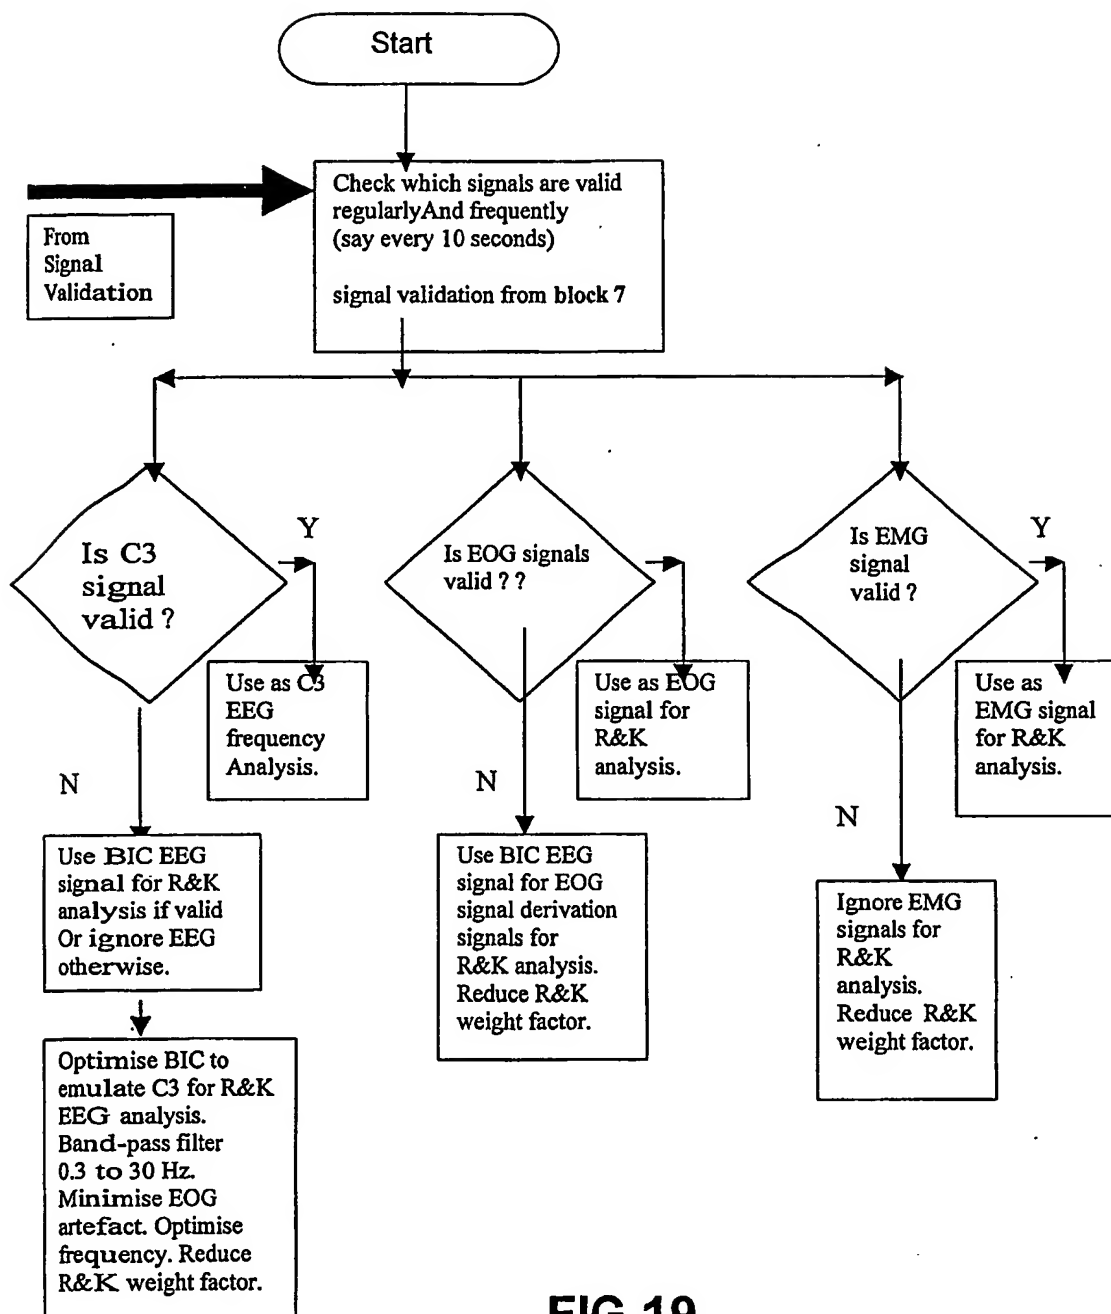 Start
Check which signals are valid
regularlyAnd frequently
(say every 10 seconds)
signal validation from block 7
From
Signal
Validation
Is C3
signal
valid ?
Y
Is EOG signals
valid ? ?
Is EMG
signal
valid ?
Y
Use as C3
EEG
frequency
Analysis.
Use as EOG
signal for
R&K
analysis.
Use as
EMG signal
for R&K
analysis.
N
N
N
Use BIC EEG
signal for R&K
analysis if valid
Or ignore EEG
otherwise.
Use BIC EEG
signal for EOG
signal derivation
signals for
R&K analysis.
Reduce R&K
weight factor.
Ignore EMG
signals for
R&K
analysis.
Reduce R&K
weight factor.
Optimise BIC to
emulate C3 for R&K
EEG analysis.
Band-pass filter
0.3 to 30 Hz.
Minimise EOG
artefact. Optimise
frequency. Reduce
R&K weight factor.
FIG 19